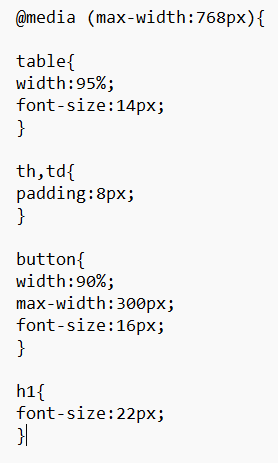 @media (max-width:768px){
table{
width:95%;
font-size:14px;
}
th,td{
padding:8px;
}
button{
width:90%;
max-width:300px;
font-size:16px;
}
h1{
font-size:22px;
}